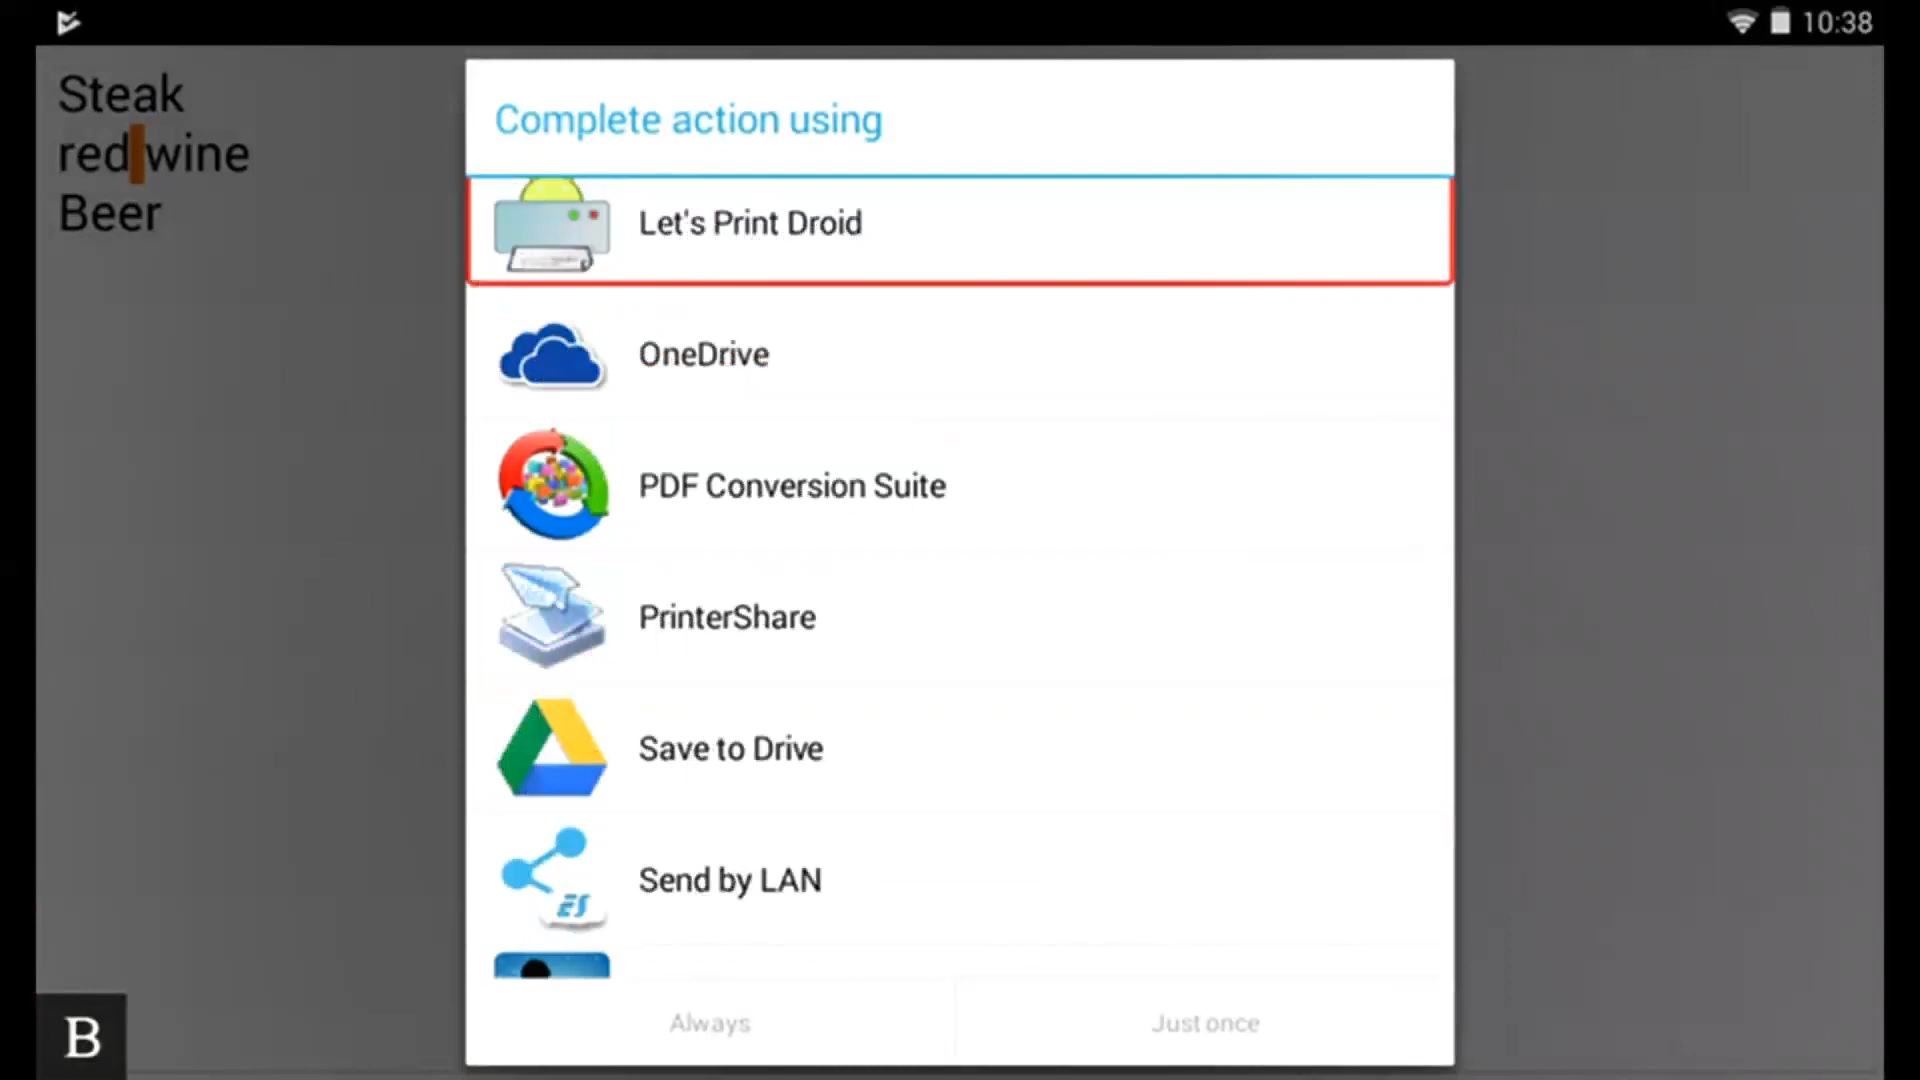 10:38
Steak
red wine
Beer
Complete action using
Let's Print Droid
OneDrive
PDF Conversion Suite
PrinterShare
Save to Drive
ES
Send by LAN
Always
Just once
B